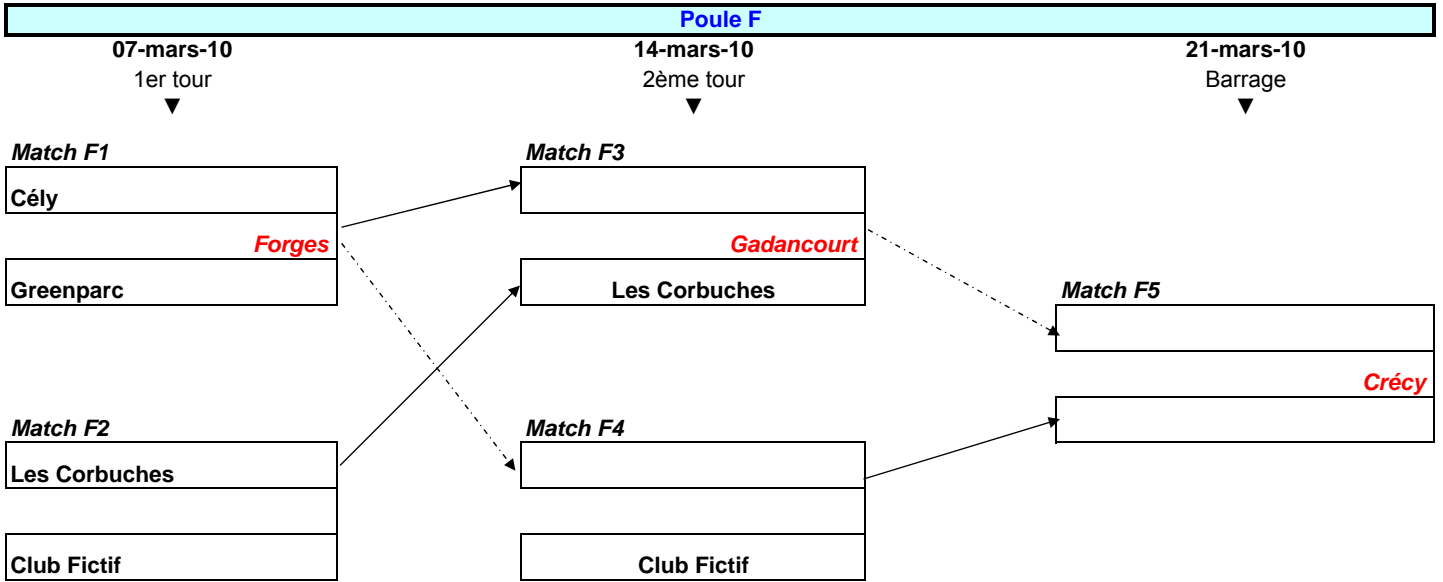 Poule F
07-mars-10
14-mars-10
21-mars-10
1er tour
2ème tour
Barrage
Match F1
Match F3
Cély
Forges
Gadancourt
Greenparc
Les Corbuches
Match F5
Crécy
Match F2
Match F4
Les Corbuches
Club Fictif
Club Fictif